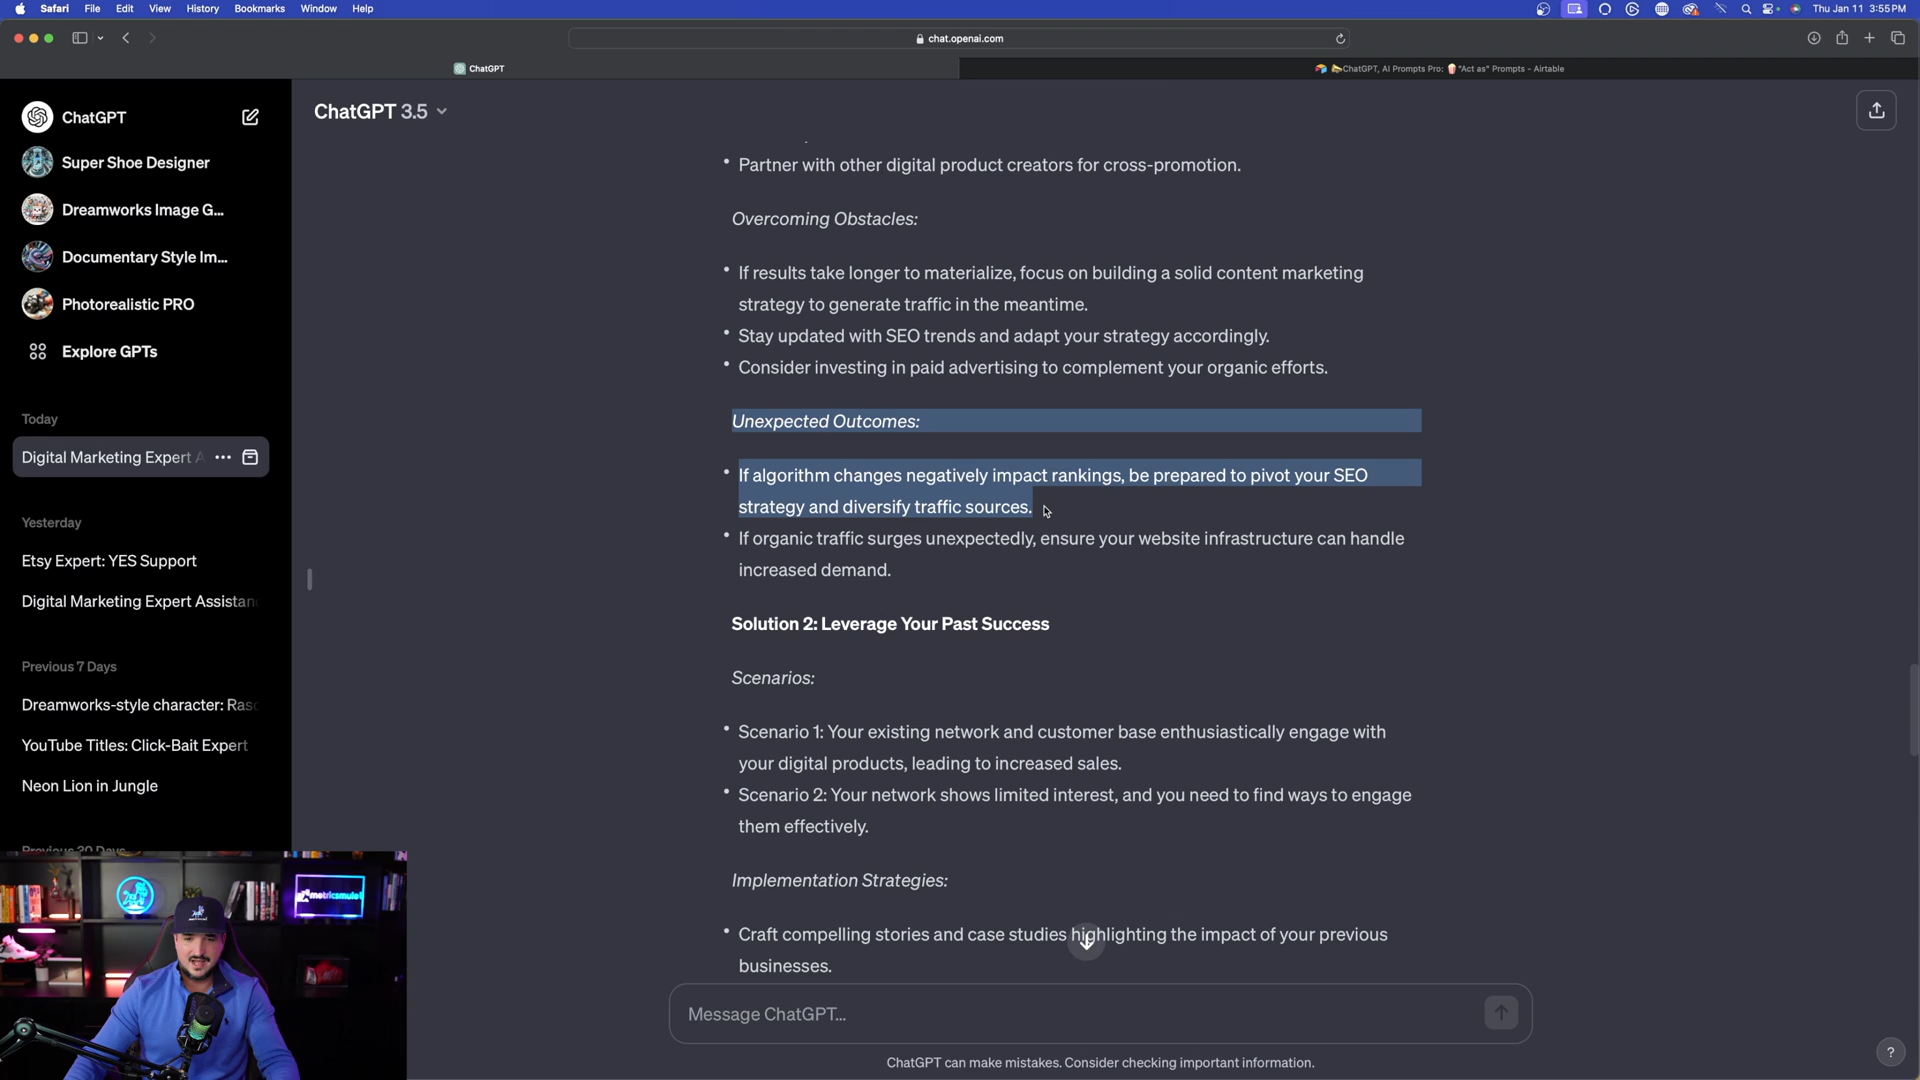 Safari File Edit View History Bookmarks Window Help
Thu Jan 11 3:55 PM
chat.openai.com
ChatGPT
ChatGPT, AI Prompts Pro: "Act as" Prompts - Airtable
ChatGPT
Super Shoe Designer
Dreamworks Image G...
Documentary Style Im...
Photorealistic PRO
Explore GPTs
Today
Digital Marketing Expert A
Yesterday
Etsy Expert: YES Support
Digital Marketing Expert Assistan
Previous 7 Days
Dreamworks-style character: Rasc
YouTube Titles: Click-Bait Expert
Neon Lion in Jungle
Previous 30 Days
metricsmule
ChatGPT 3.5
Partner with other digital product creators for cross-promotion.
Overcoming Obstacles:
If results take longer to materialize, focus on building a solid content marketing
strategy to generate traffic in the meantime.
Stay updated with SEO trends and adapt your strategy accordingly.
Consider investing in paid advertising to complement your organic efforts.
Unexpected Outcomes:
If algorithm changes negatively impact rankings, be prepared to pivot your SEO
strategy and diversify traffic sources.
If organic traffic surges unexpectedly, ensure your website infrastructure can handle
increased demand.
Solution 2: Leverage Your Past Success
Scenarios:
Scenario 1: Your existing network and customer base enthusiastically engage with
your digital products, leading to increased sales.
Scenario 2: Your network shows limited interest, and you need to find ways to engage
them effectively.
Implementation Strategies:
Craft compelling stories and case studies highlighting the impact of your previous
businesses.
Message ChatGPT...
ChatGPT can make mistakes. Consider checking important information.
?